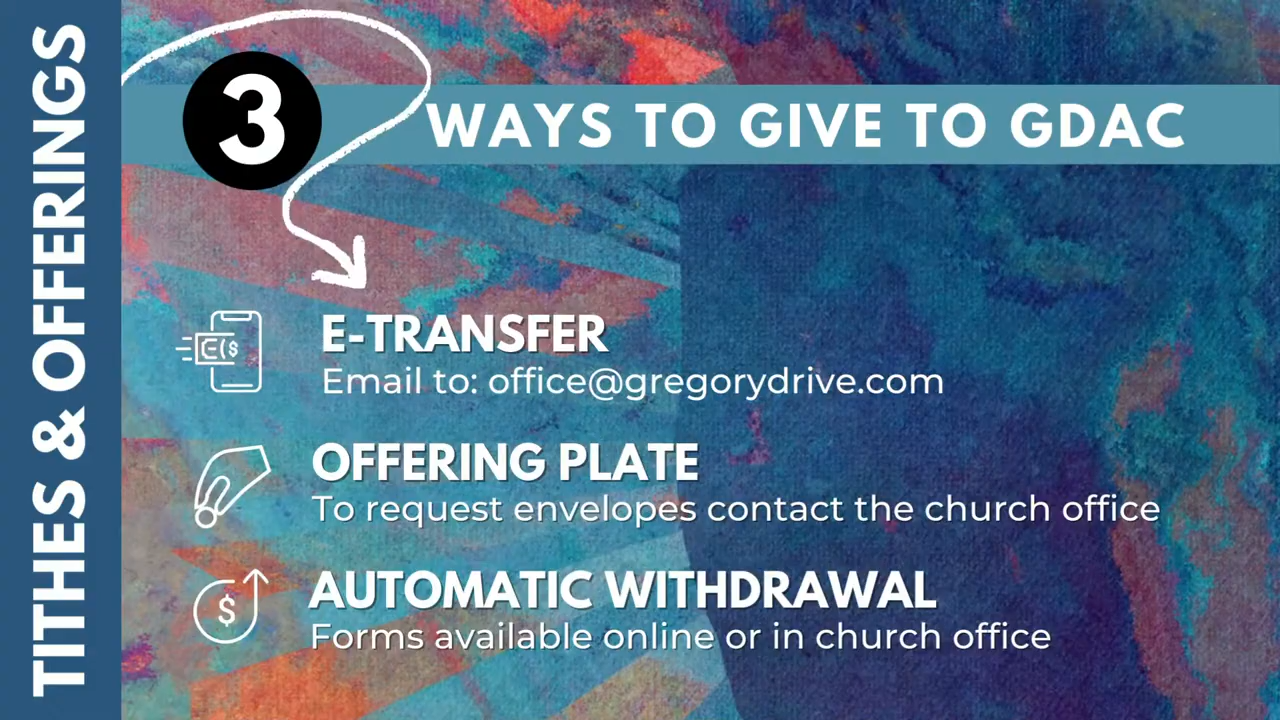 TITHES & OFFERINGS
3 WAYS TO GIVE TO GDAC
E-TRANSFER
Email to: office@gregorydrive.com
OFFERING PLATE
To request envelopes contact the church office
AUTOMATIC WITHDRAWAL
Forms available online or in church office
$